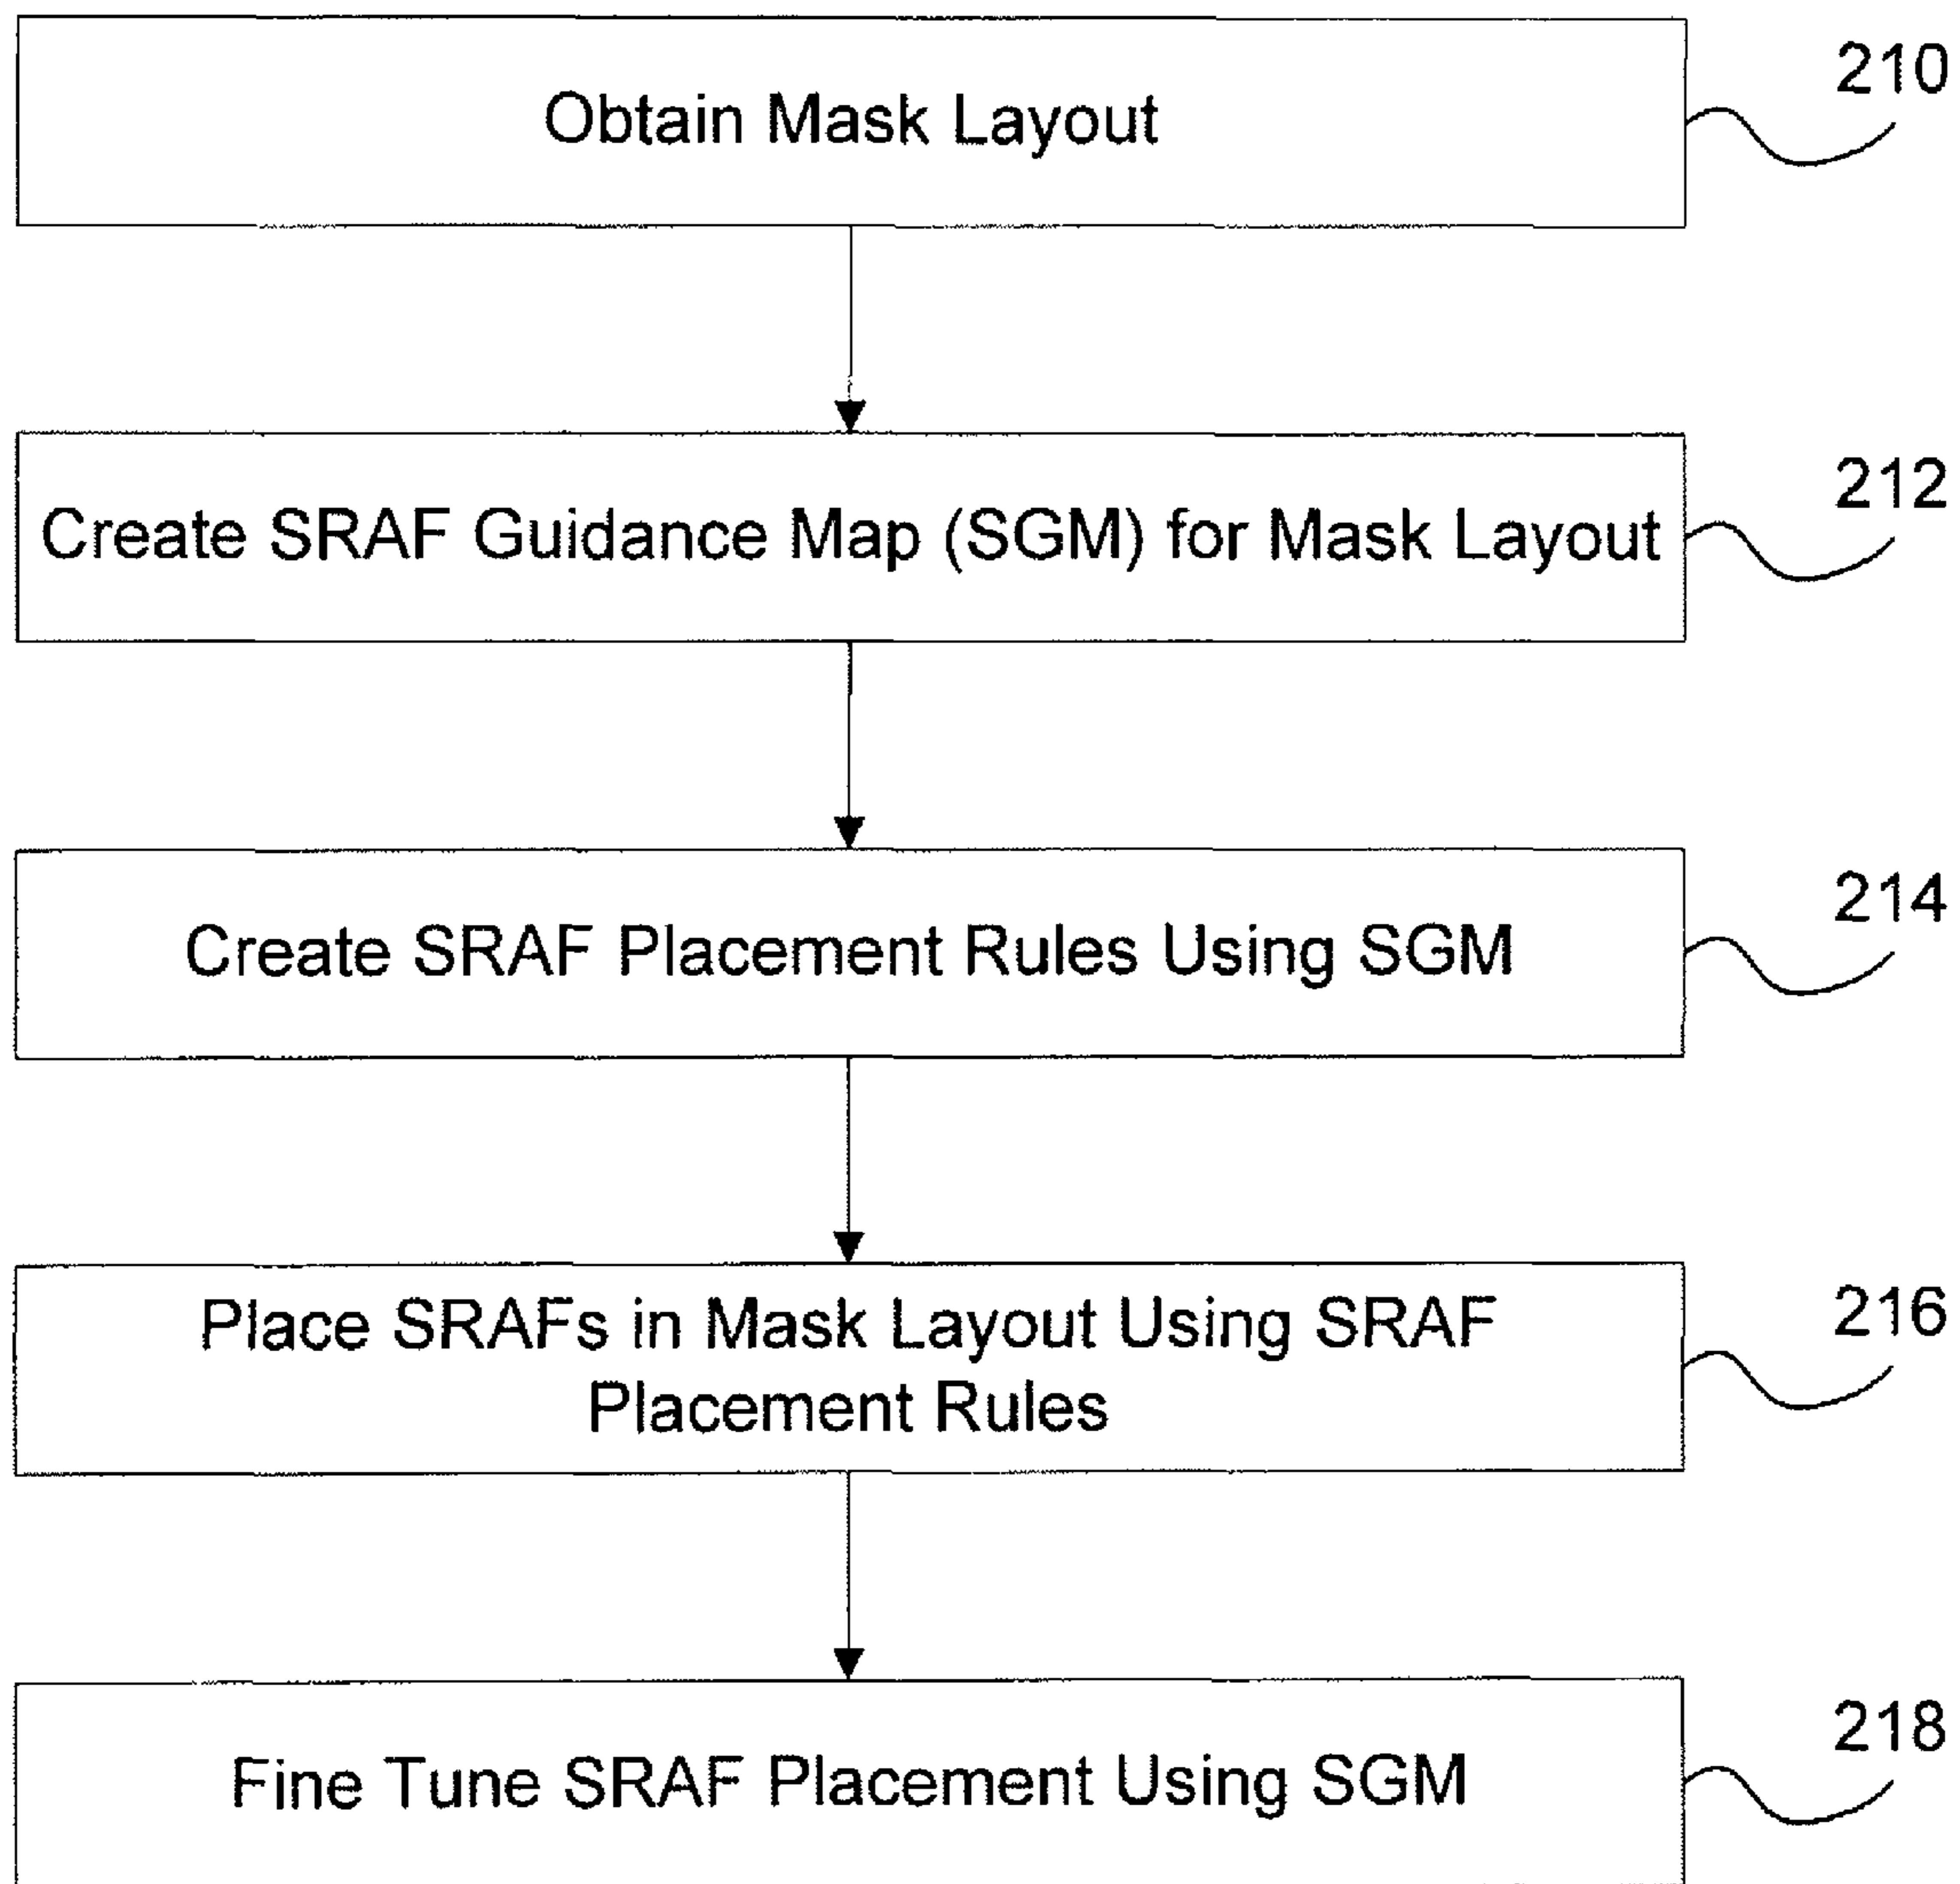 Obtain Mask Layout
210
Create SRAF Guidance Map (SGM) for Mask Layout
212
Create SRAF Placement Rules Using SGM
214
Place SRAFs in Mask Layout Using SRAF
Placement Rules
216
Fine Tune SRAF Placement Using SGM
218